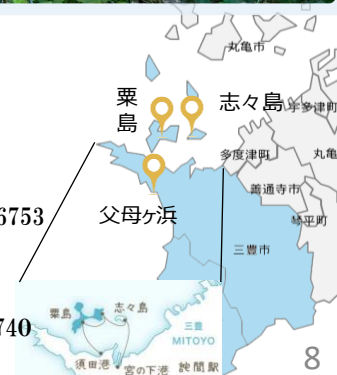 丸亀市
粟島
志々島
宇多津町
多度津町
丸亀
善通寺市
6753
父母ヶ浜
琴平町
三豊市
粟島
志々島
740
三豊
MITOYO
須田港
宮の下港
詫間駅
8